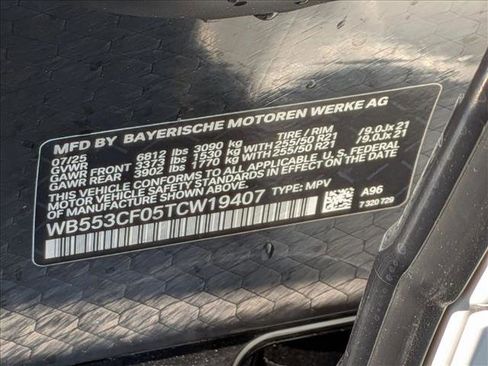 MFD BY BAYERISCHE MOTOREN WERKE AG
07/25 TIRE / RIM
GVWR 6812 lbs 3090 kg
GAWR FRONT 3373 lbs 1530 kg WITH 255/50 R21 / 9.0Jx 21
GAWR REAR 3902 lbs 1770 kg WITH 255/50 R21 / 9.0Jx 21
THIS VEHICLE CONFORMS TO ALL APPLICABLE U.S. FEDERAL
MOTOR VEHICLE SAFETY STANDARDS IN EFFECT ON THE DATE
OF MANUFACTURE SHOWN ABOVE.
WB553CF05TCW19407 TYPE: MPV A96
7 320 729